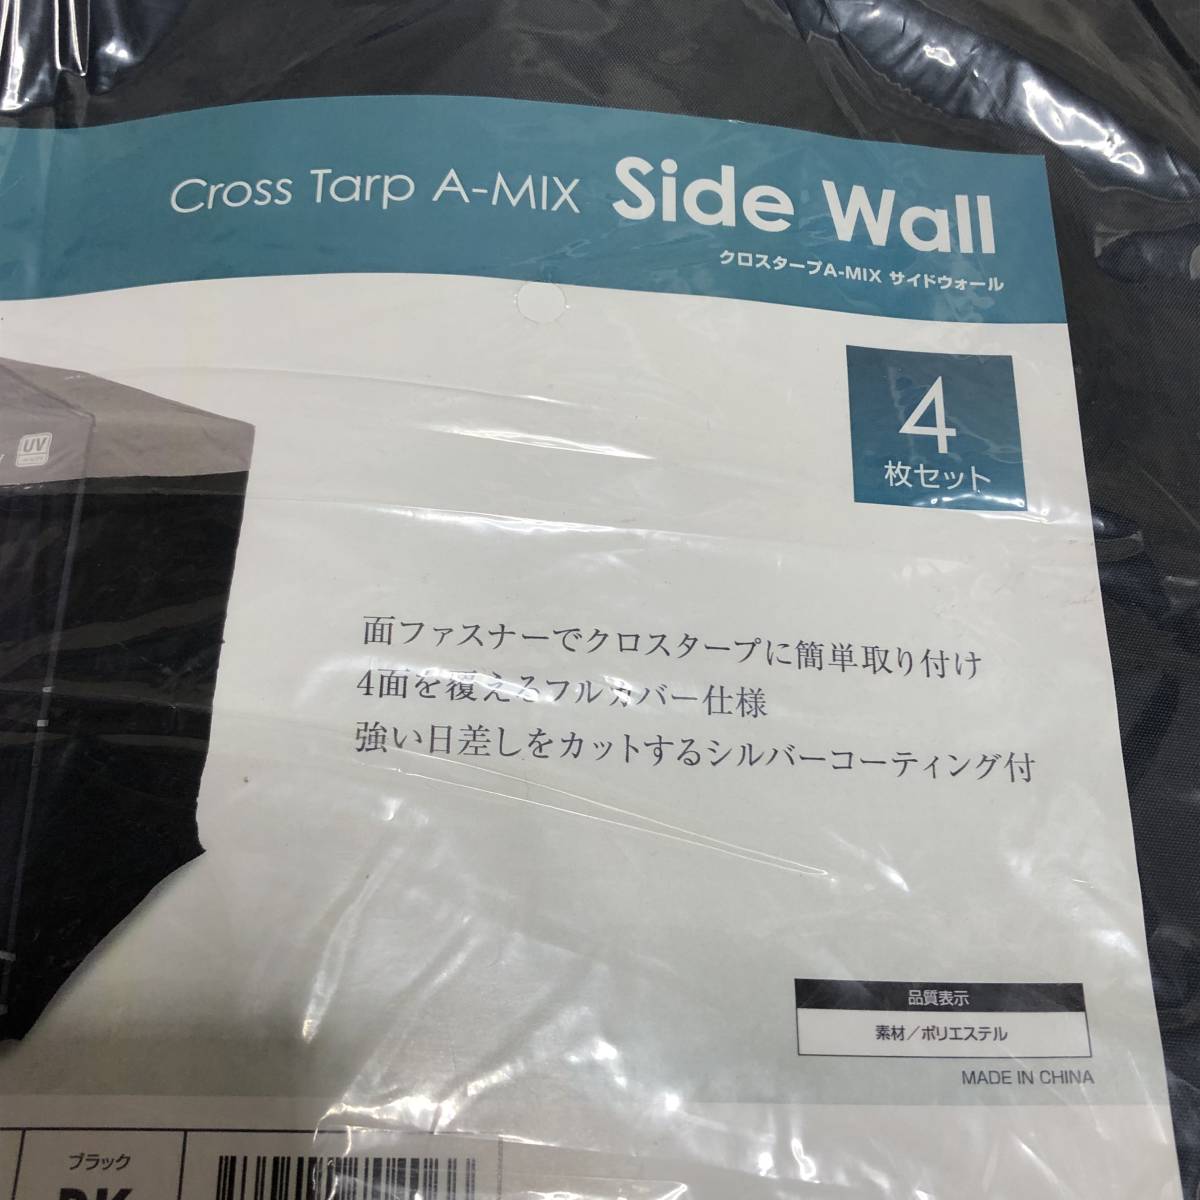 Cross Tarp A-MIX Side Wall
クロスタープA-MIX サイドウォール
4
枚セット
UV
面ファスナーでクロスタープに簡単取り付け
4面を覆えるフルカバー仕様
強い日差しをカットするシルバーコーティング付
品質表示
素材/ポリエステル
MADE IN CHINA
ブラック
BK